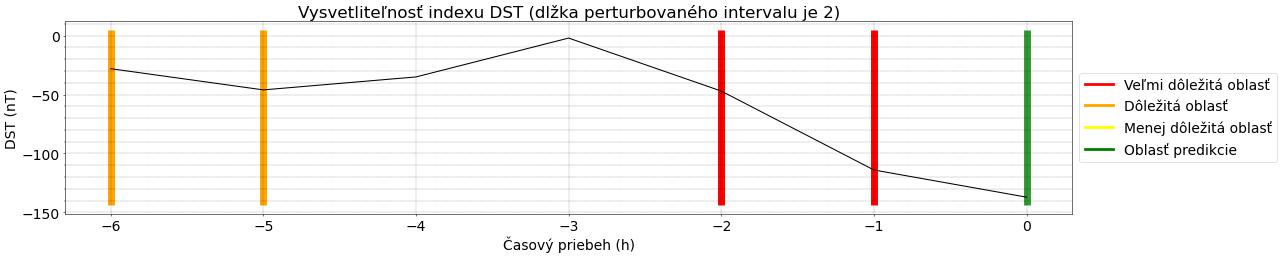 Vysvetliteľnosť indexu DST (dlžka perturbovaného intervalu je 2)
0
−50
−100
−150
DST (nT)
−6 −5 −4 −3 −2 −1 0
Časový priebeh (h)
Veľmi dôležitá oblasť
Dôležitá oblasť
Menej dôležitá oblasť
Oblasť predikcie